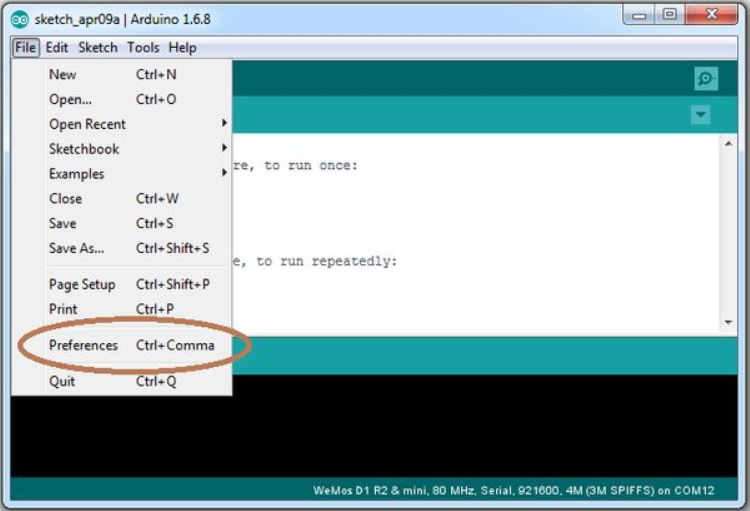 sketch_apr09a | Arduino 1.6.8
File Edit Sketch Tools Help
New Ctrl+N
Open... Ctrl+O
Open Recent
Sketchbook
Examples
Close Ctrl+W
Save Ctrl+S
Save As... Ctrl+Shift+S
Page Setup Ctrl+Shift+P
Print Ctrl+P
Preferences Ctrl+Comma
Quit Ctrl+Q
re, to run once:
e, to run repeatedly:
WeMos D1 R2 & mini, 80 MHz, Serial, 921600, 4M (3M SPIFFS) on COM12